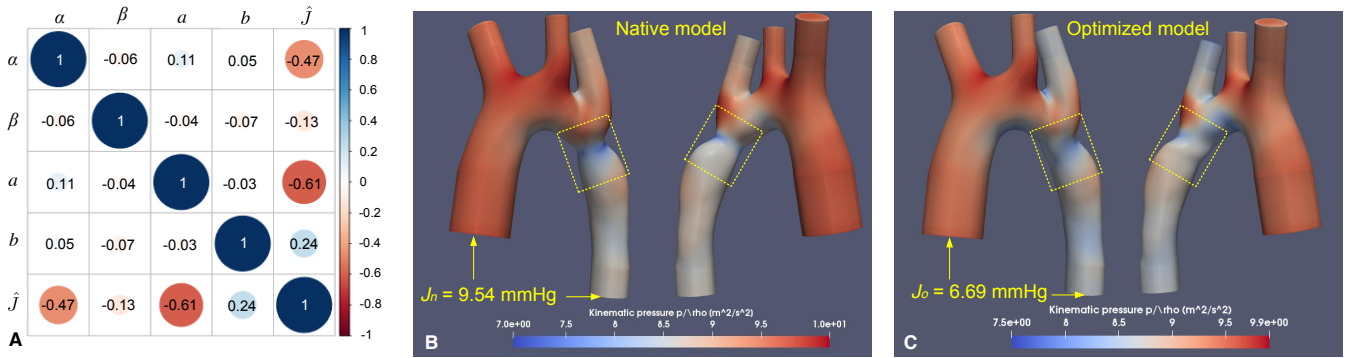 α β a b Ĵ
α 1 -0.06 0.11 0.05 -0.47
β -0.06 1 -0.04 -0.07 -0.13
a 0.11 -0.04 1 -0.03 -0.61
b 0.05 -0.07 -0.03 1 0.24
Ĵ -0.47 -0.13 -0.61 0.24 1
1
0.8
0.6
0.4
0.2
0
-0.2
-0.4
-0.6
-0.8
-1
A
Native model
Jn = 9.54 mmHg
Kinematic pressure p/\rho (m^2/s^2)
7.0e+00 7.5 8 8.5 9 9.5 1.0e+01
B
Optimized model
Jo = 6.69 mmHg
Kinematic pressure p/\rho (m^2/s^2)
7.5e+00 8 8.5 9 9.5 9.9e+00
C